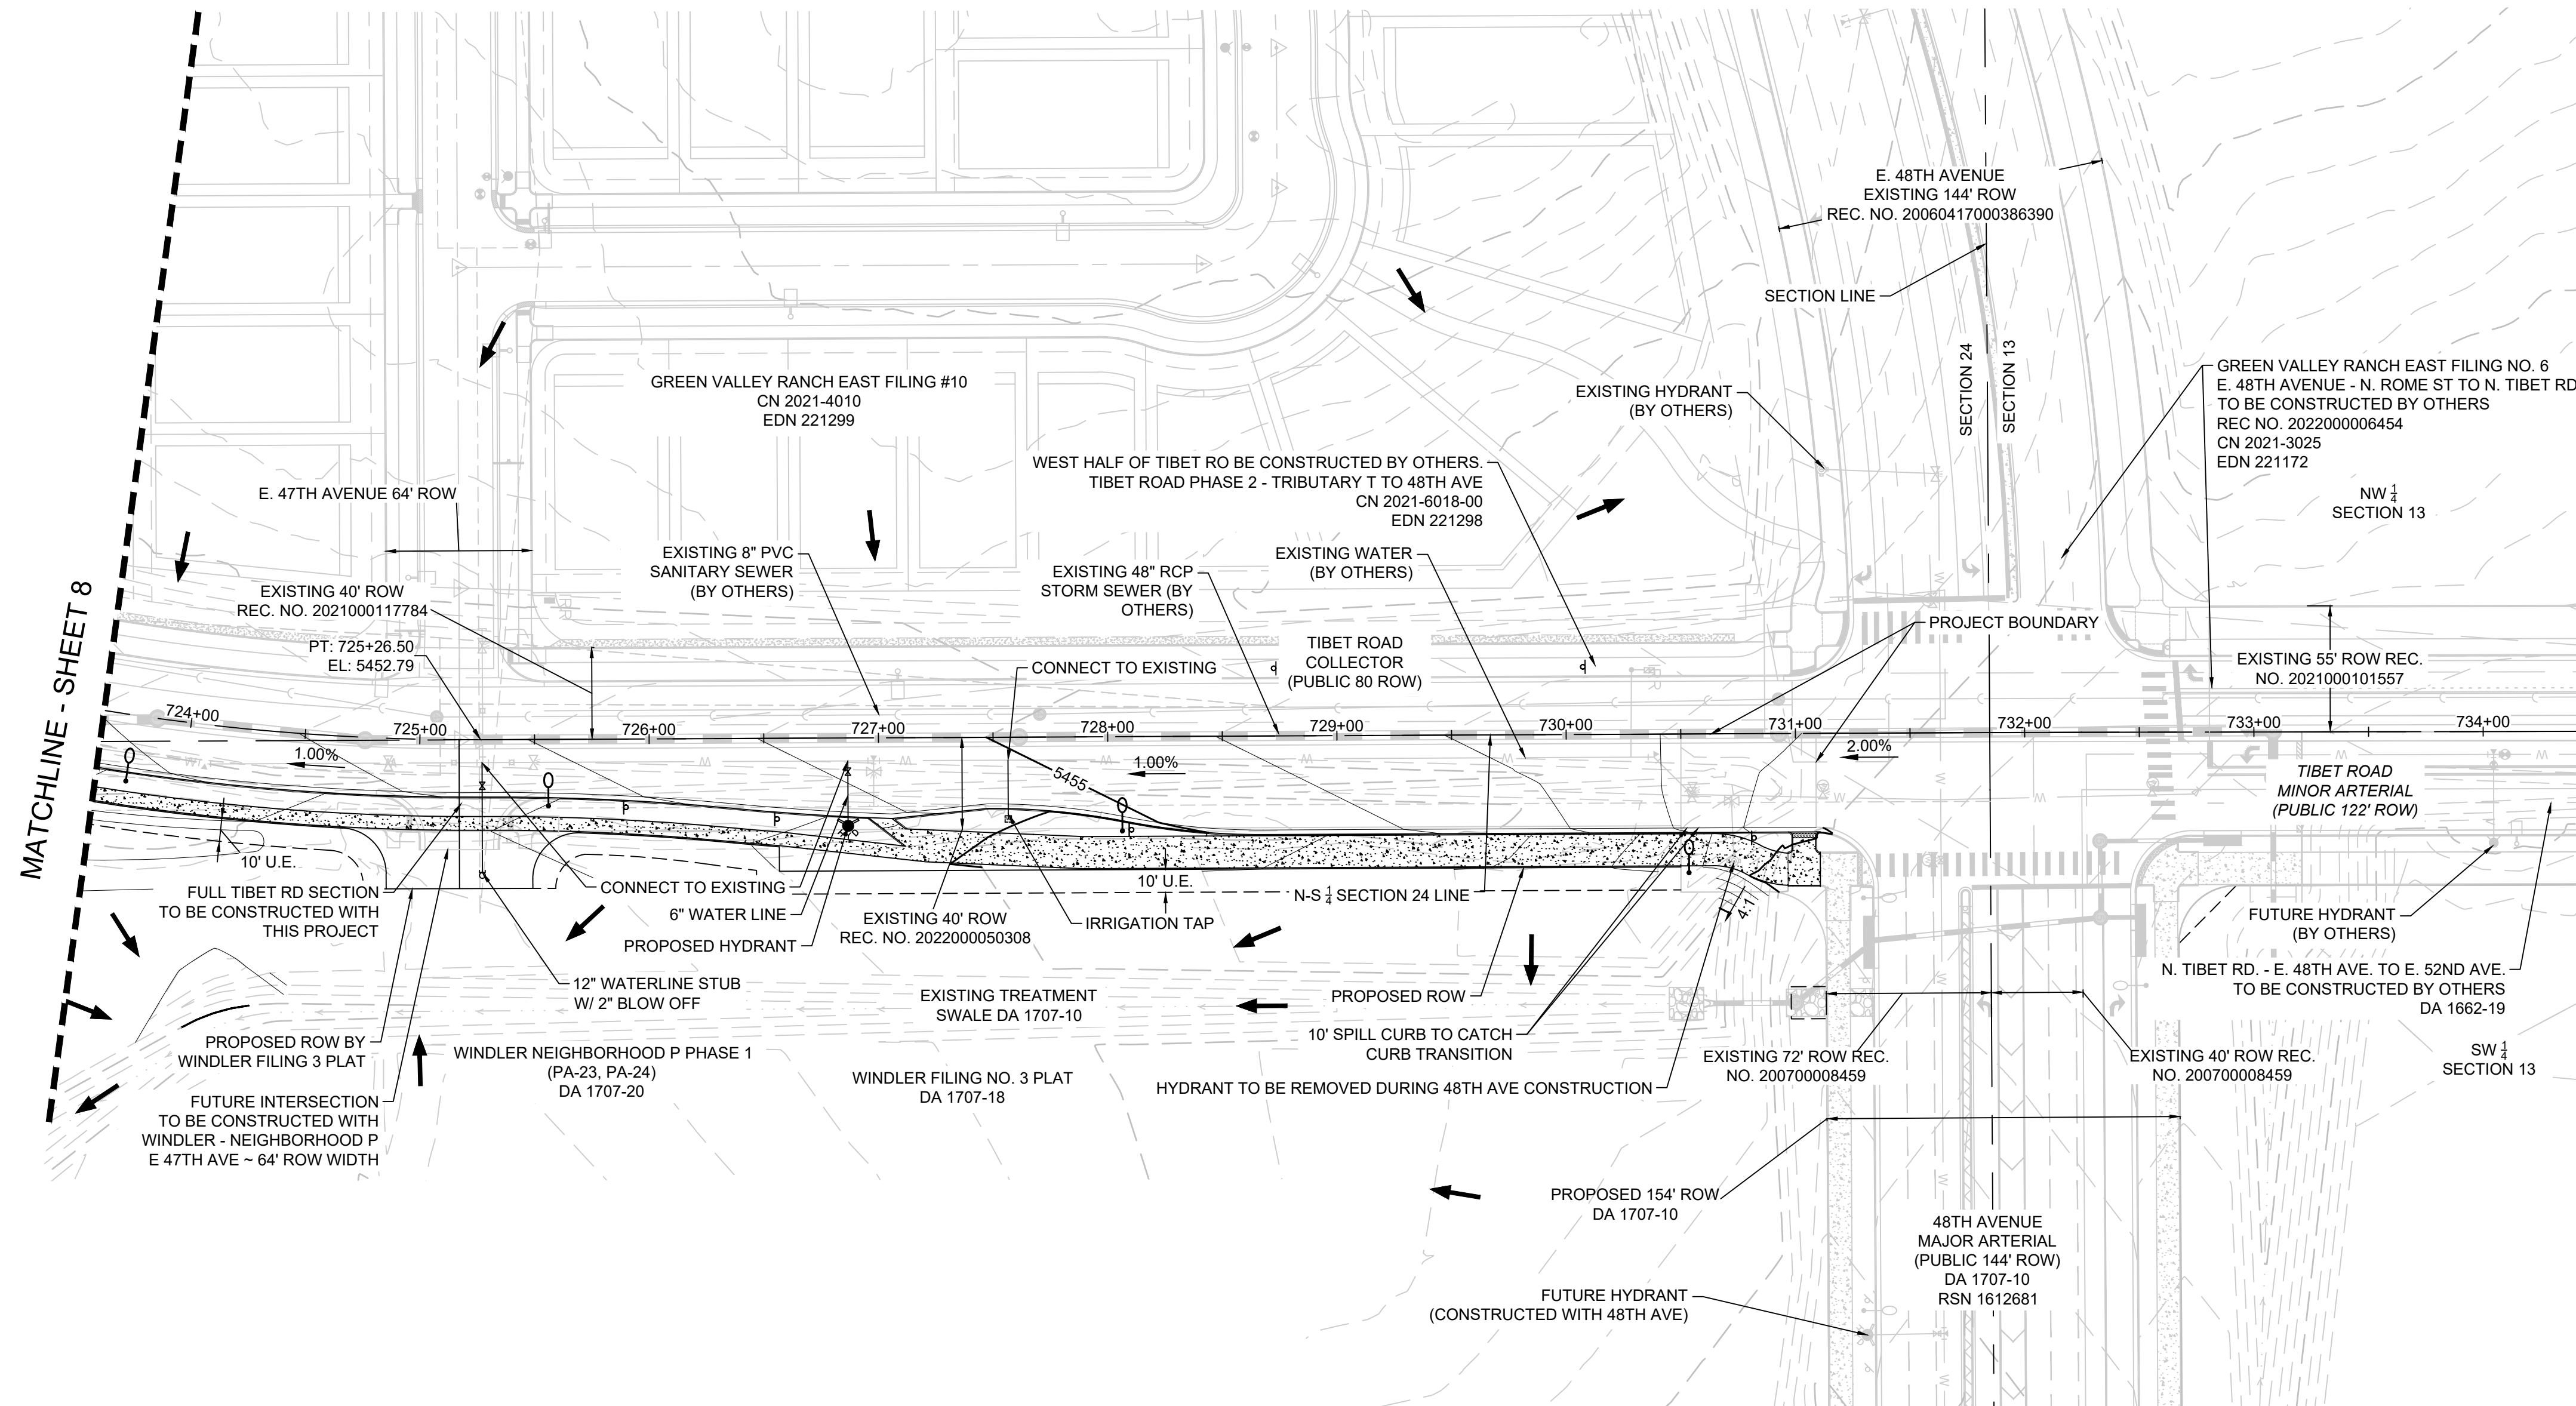 MATCHLINE - SHEET 8
E. 48TH AVENUE
EXISTING 144' ROW
REC. NO. 20060417000386390
SECTION LINE
SECTION 24
SECTION 13
GREEN VALLEY RANCH EAST FILING NO. 6
E. 48TH AVENUE - N. ROME ST TO N. TIBET RD
TO BE CONSTRUCTED BY OTHERS
REC NO. 2022000006454
CN 2021-3025
EDN 221172
NW 1/4
SECTION 13
GREEN VALLEY RANCH EAST FILING #10
CN 2021-4010
EDN 221299
EXISTING HYDRANT
(BY OTHERS)
WEST HALF OF TIBET RO BE CONSTRUCTED BY OTHERS.
TIBET ROAD PHASE 2 - TRIBUTARY T TO 48TH AVE
CN 2021-6018-00
EDN 221298
E. 47TH AVENUE 64' ROW
EXISTING 8" PVC
SANITARY SEWER
(BY OTHERS)
EXISTING 48" RCP
STORM SEWER (BY
OTHERS)
EXISTING WATER
(BY OTHERS)
EXISTING 40' ROW
REC. NO. 2021000117784
PT: 725+26.50
EL: 5452.79
CONNECT TO EXISTING
TIBET ROAD
COLLECTOR
(PUBLIC 80 ROW)
PROJECT BOUNDARY
EXISTING 55' ROW REC.
NO. 2021000101557
724+00
725+00
726+00
727+00
728+00
729+00
730+00
731+00
732+00
733+00
734+00
1.00%
5455
1.00%
2.00%
TIBET ROAD
MINOR ARTERIAL
(PUBLIC 122' ROW)
10' U.E.
FULL TIBET RD SECTION
TO BE CONSTRUCTED WITH
THIS PROJECT
CONNECT TO EXISTING
6" WATER LINE
PROPOSED HYDRANT
EXISTING 40' ROW
REC. NO. 2022000050308
10' U.E.
IRRIGATION TAP
N-S 1/4 SECTION 24 LINE
4:1
FUTURE HYDRANT
(BY OTHERS)
N. TIBET RD. - E. 48TH AVE. TO E. 52ND AVE.
TO BE CONSTRUCTED BY OTHERS
DA 1662-19
12" WATERLINE STUB
W/ 2" BLOW OFF
EXISTING TREATMENT
SWALE DA 1707-10
PROPOSED ROW
10' SPILL CURB TO CATCH
CURB TRANSITION
PROPOSED ROW BY
WINDLER FILING 3 PLAT
WINDLER NEIGHBORHOOD P PHASE 1
(PA-23, PA-24)
DA 1707-20
WINDLER FILING NO. 3 PLAT
DA 1707-18
HYDRANT TO BE REMOVED DURING 48TH AVE CONSTRUCTION
EXISTING 72' ROW REC.
NO. 200700008459
EXISTING 40' ROW REC.
NO. 200700008459
SW 1/4
SECTION 13
FUTURE INTERSECTION
TO BE CONSTRUCTED WITH
WINDLER - NEIGHBORHOOD P
E 47TH AVE ~ 64' ROW WIDTH
PROPOSED 154' ROW
DA 1707-10
48TH AVENUE
MAJOR ARTERIAL
(PUBLIC 144' ROW)
DA 1707-10
RSN 1612681
FUTURE HYDRANT
(CONSTRUCTED WITH 48TH AVE)